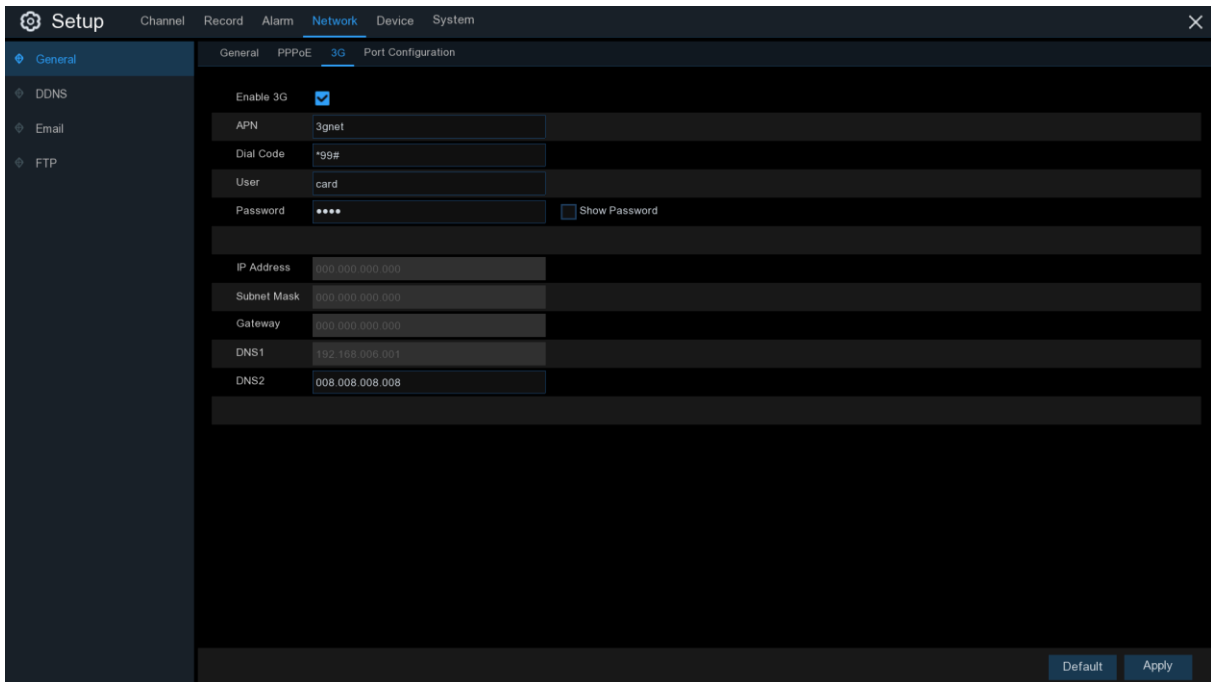 Setup Channel Record Alarm Network Device System
General PPPoE 3G Port Configuration
General
DDNS
Email
FTP
Enable 3G
APN 3gnet
Dial Code *99#
User card
Password •••• Show Password
IP Address 000.000.000.000
Subnet Mask 000.000.000.000
Gateway 000.000.000.000
DNS1 192.168.006.001
DNS2 008.008.008.008
Default Apply